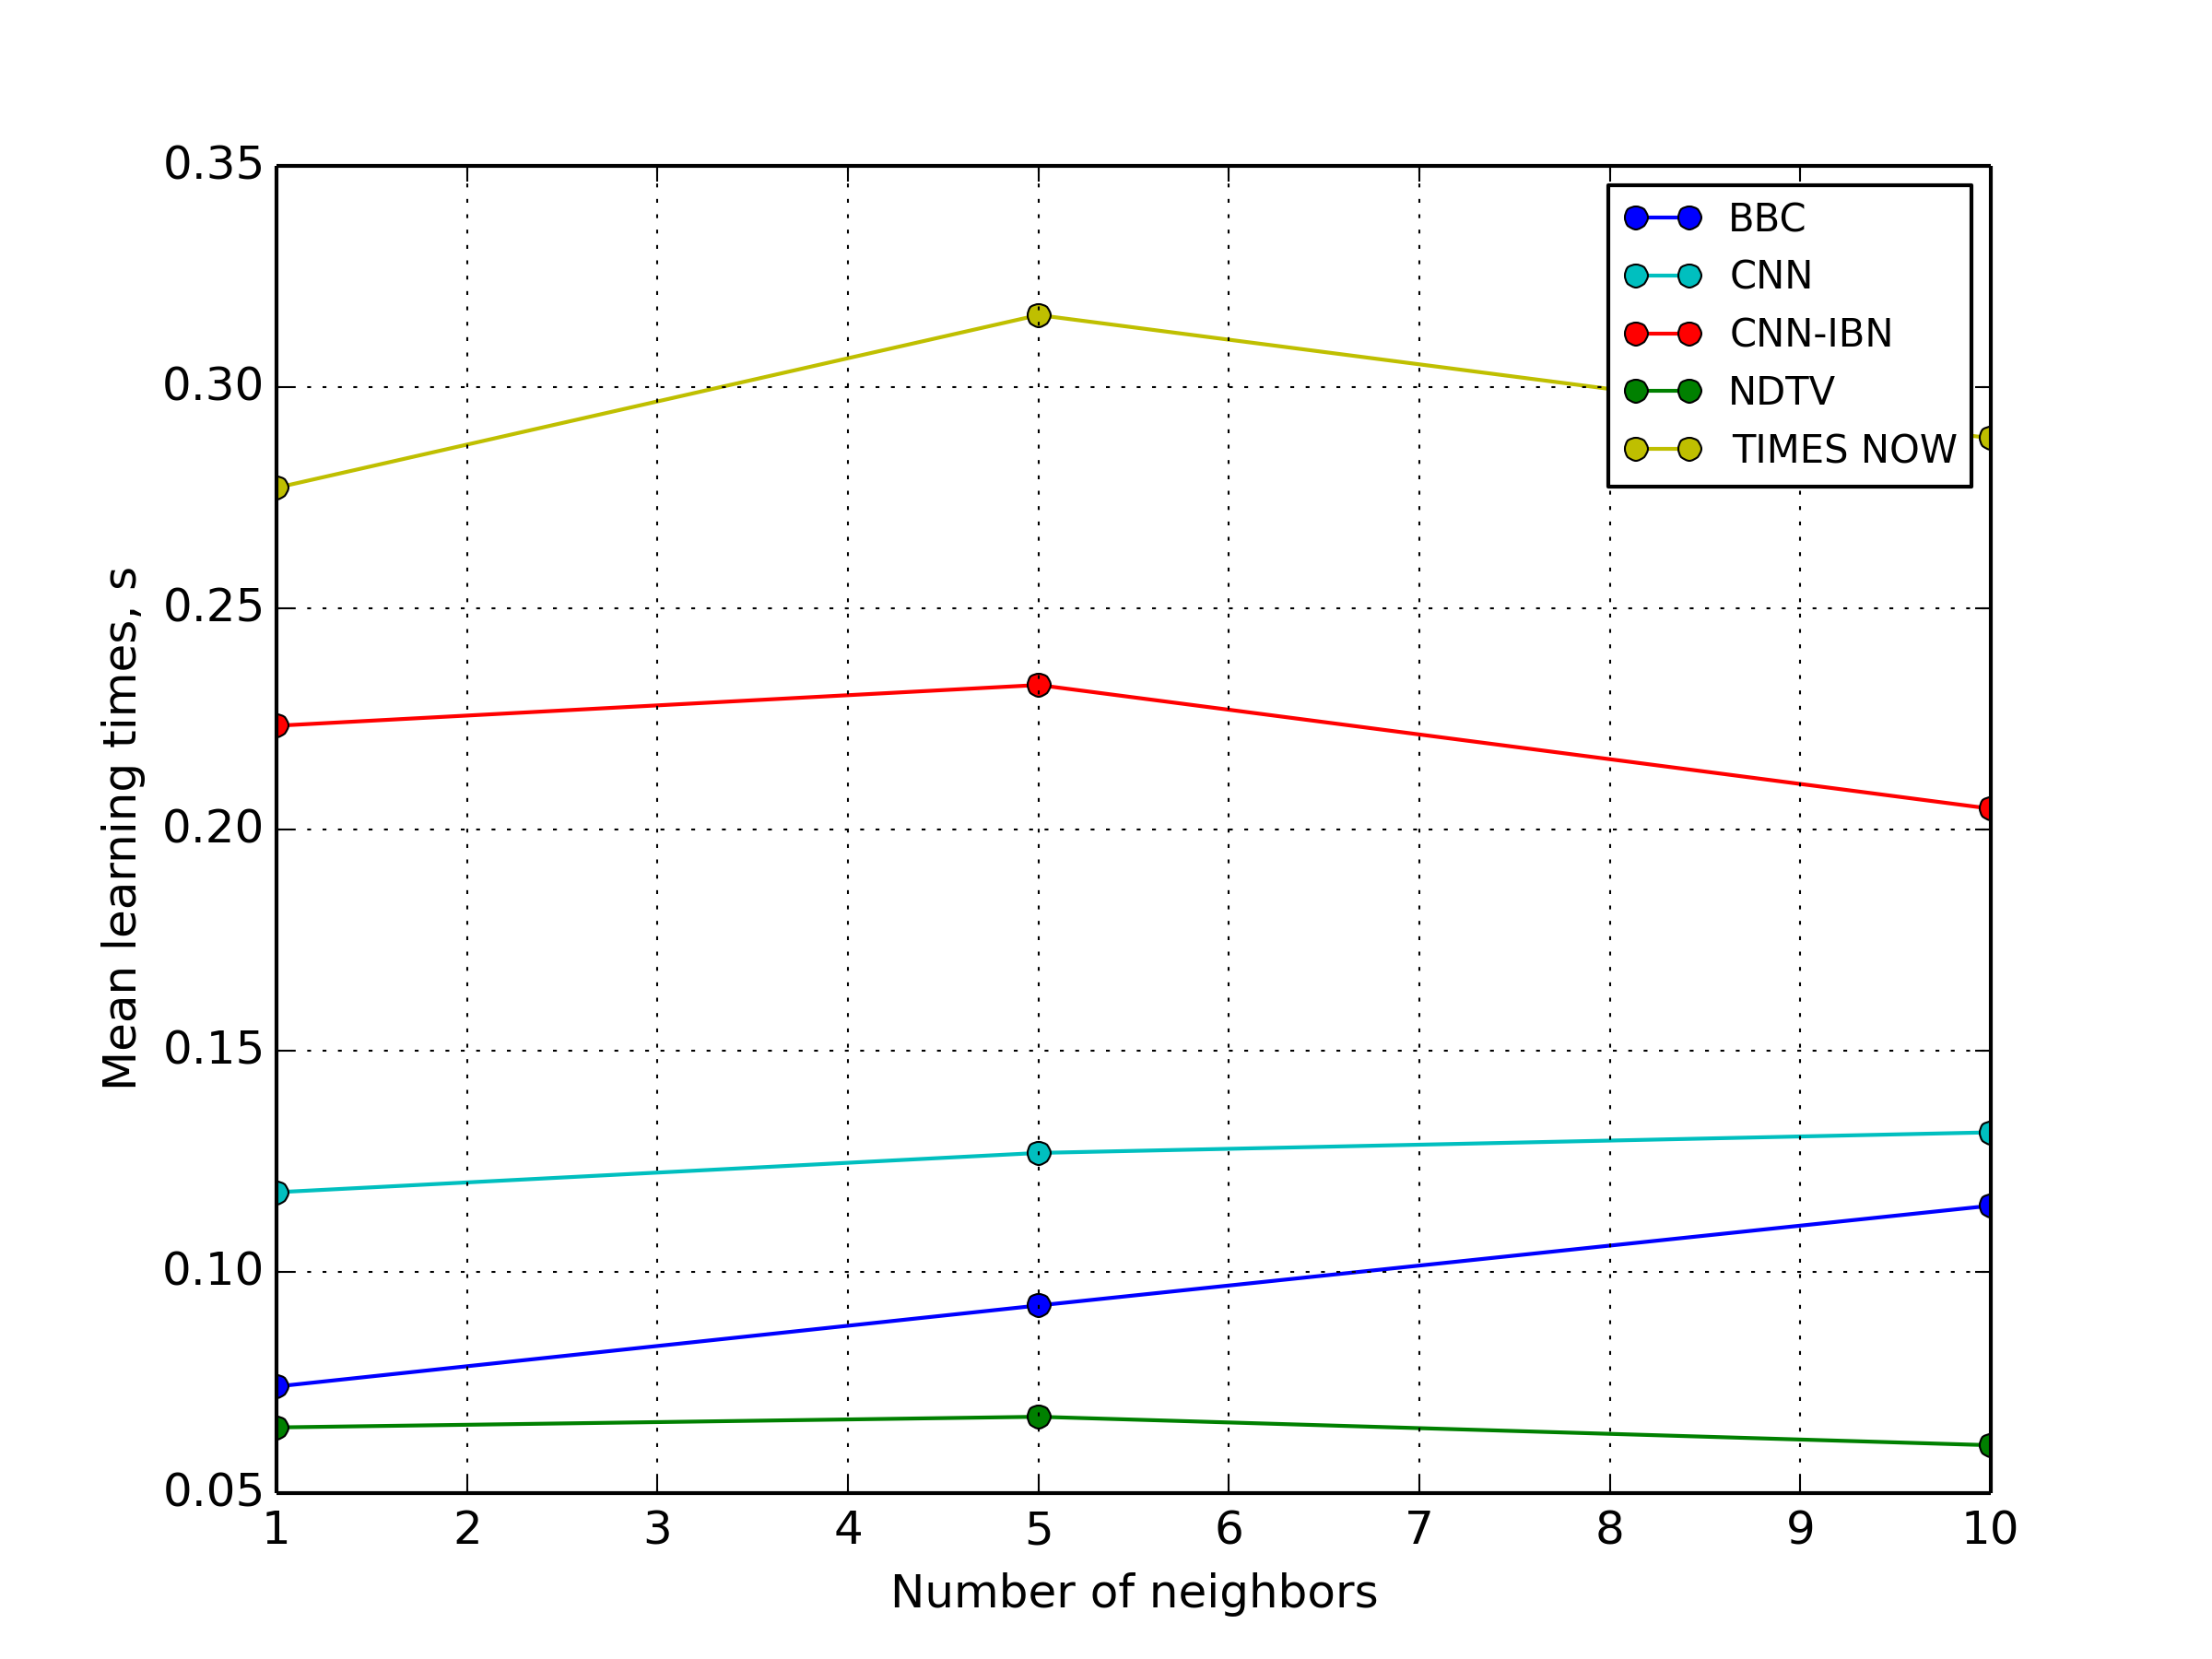 0.35
0.30
0.25
0.20
0.15
0.10
0.05
Mean learning times, s
BBC
CNN
CNN-IBN
NDTV
TIMES NOW
1 2 3 4 5 6 7 8 9 10
Number of neighbors